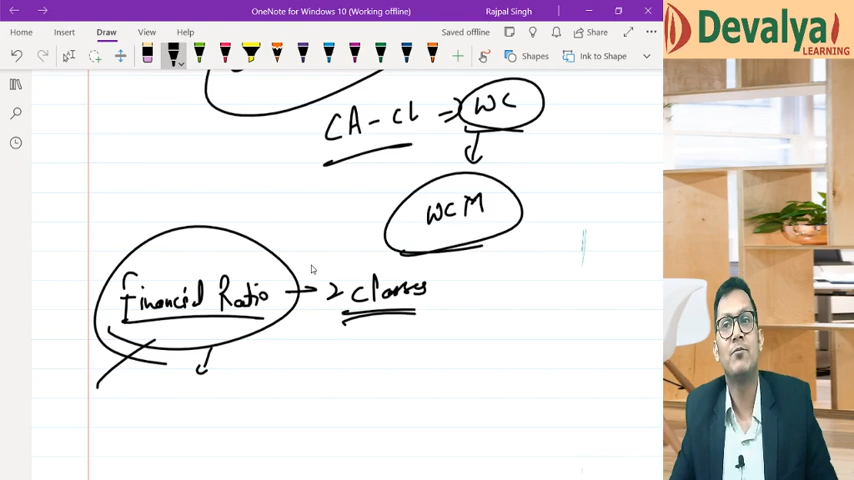 OneNote for Windows 10 (Working offline)
Rajpal Singh
Home Insert Draw View Help
Saved offline Share
Shapes Ink to Shape
Devalya
LEARNING
CA - CL ⇒ WC
WCM
Financial Ratio → 2 classes